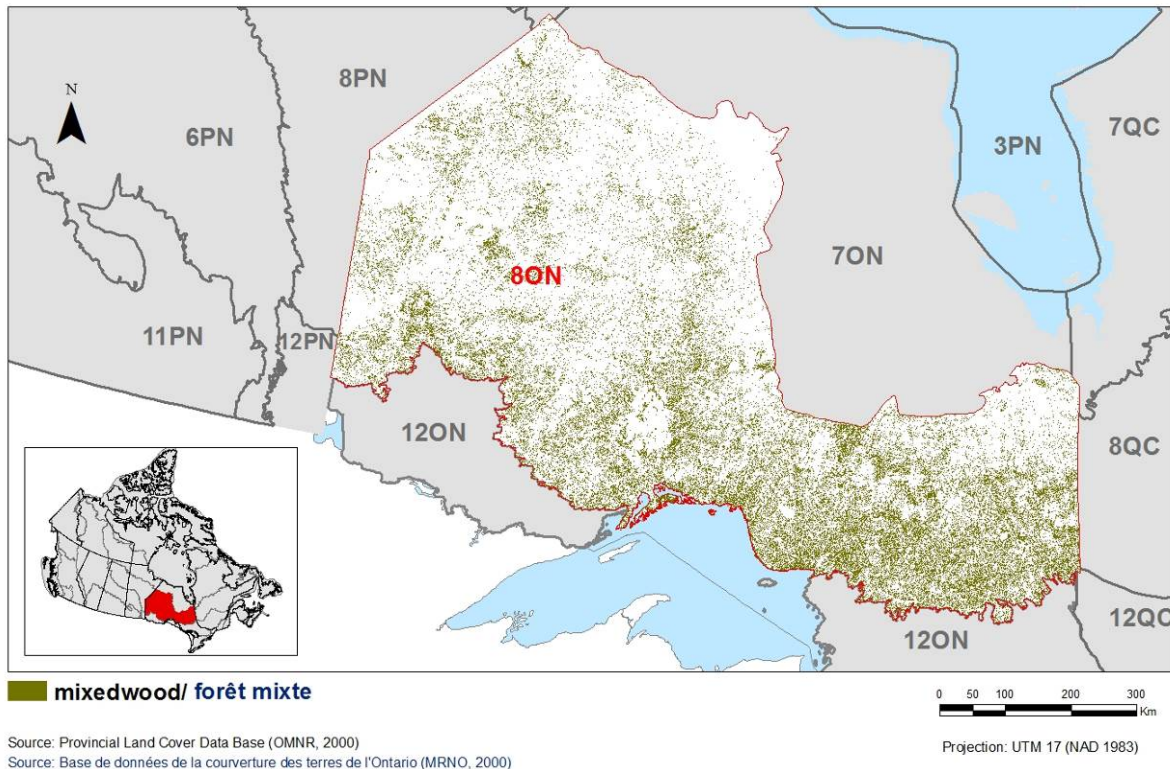 8PN
N
6PN
3PN
7QC
7ON
8ON
11PN
12PN
12ON
8QC
12ON
12QC
mixedwood/ forêt mixte
0 50 100 200 300
Km
Source: Provincial Land Cover Data Base (OMNR, 2000)
Projection: UTM 17 (NAD 1983)
Source: Base de données de la courverture des terres de l'Ontario (MRNO, 2000)